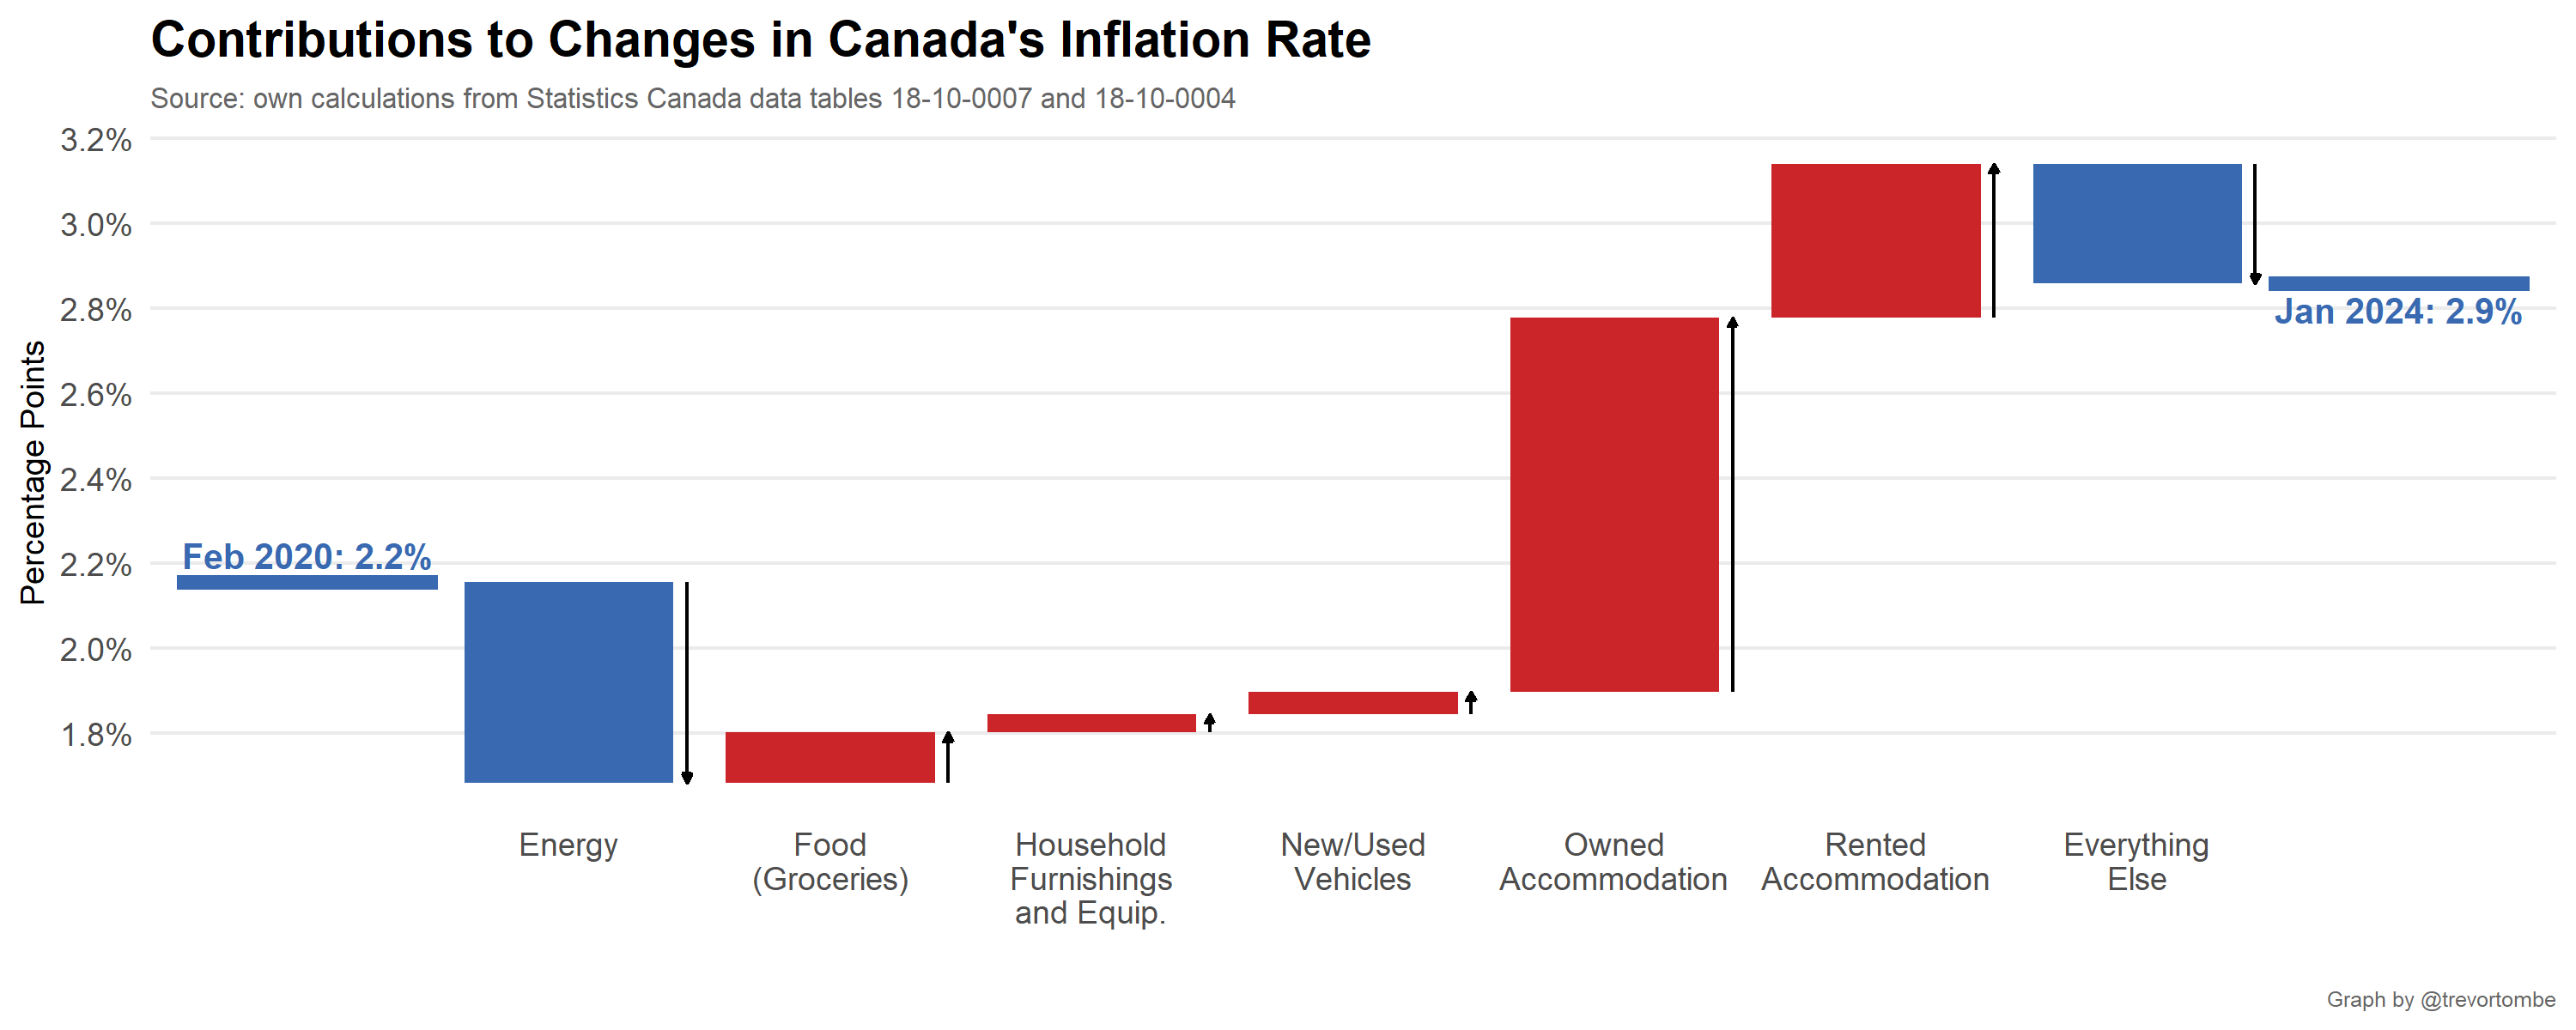 Contributions to Changes in Canada's Inflation Rate
Source: own calculations from Statistics Canada data tables 18-10-0007 and 18-10-0004
Percentage Points
3.2%
3.0%
2.8%
2.6%
2.4%
2.2%
2.0%
1.8%
Feb 2020: 2.2%
Jan 2024: 2.9%
Energy
Food
(Groceries)
Household
Furnishings
and Equip.
New/Used
Vehicles
Owned
Accommodation
Rented
Accommodation
Everything
Else
Graph by @trevortombe